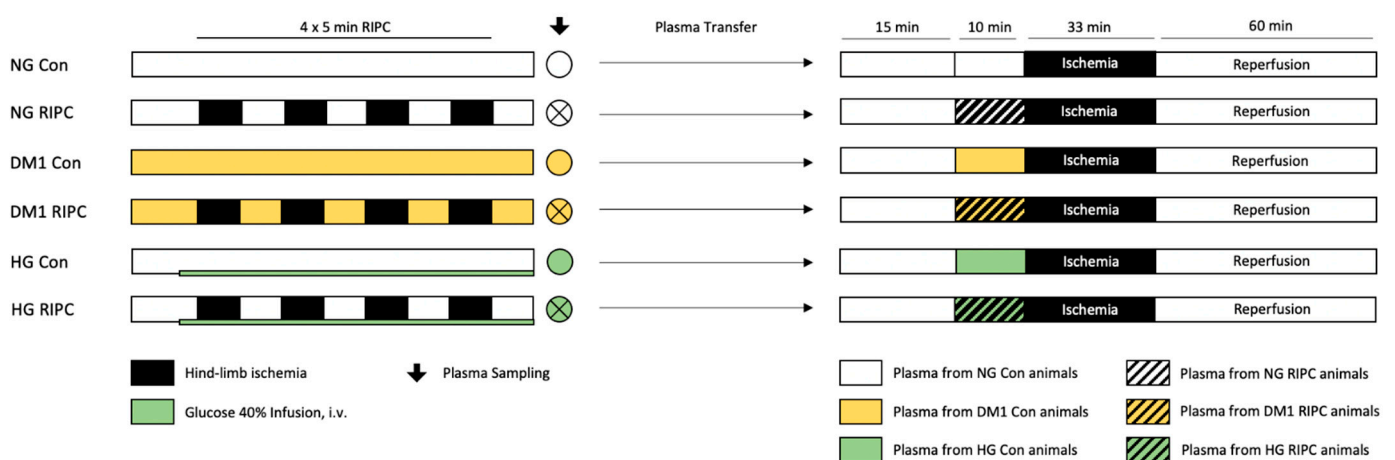 4 x 5 min RIPC
Plasma Transfer
15 min
10 min
33 min
60 min
NG Con
Ischemia
Reperfusion
NG RIPC
Ischemia
Reperfusion
DM1 Con
Ischemia
Reperfusion
DM1 RIPC
Ischemia
Reperfusion
HG Con
Ischemia
Reperfusion
HG RIPC
Ischemia
Reperfusion
Hind-limb ischemia
Plasma Sampling
Glucose 40% Infusion, i.v.
Plasma from NG Con animals
Plasma from NG RIPC animals
Plasma from DM1 Con animals
Plasma from DM1 RIPC animals
Plasma from HG Con animals
Plasma from HG RIPC animals